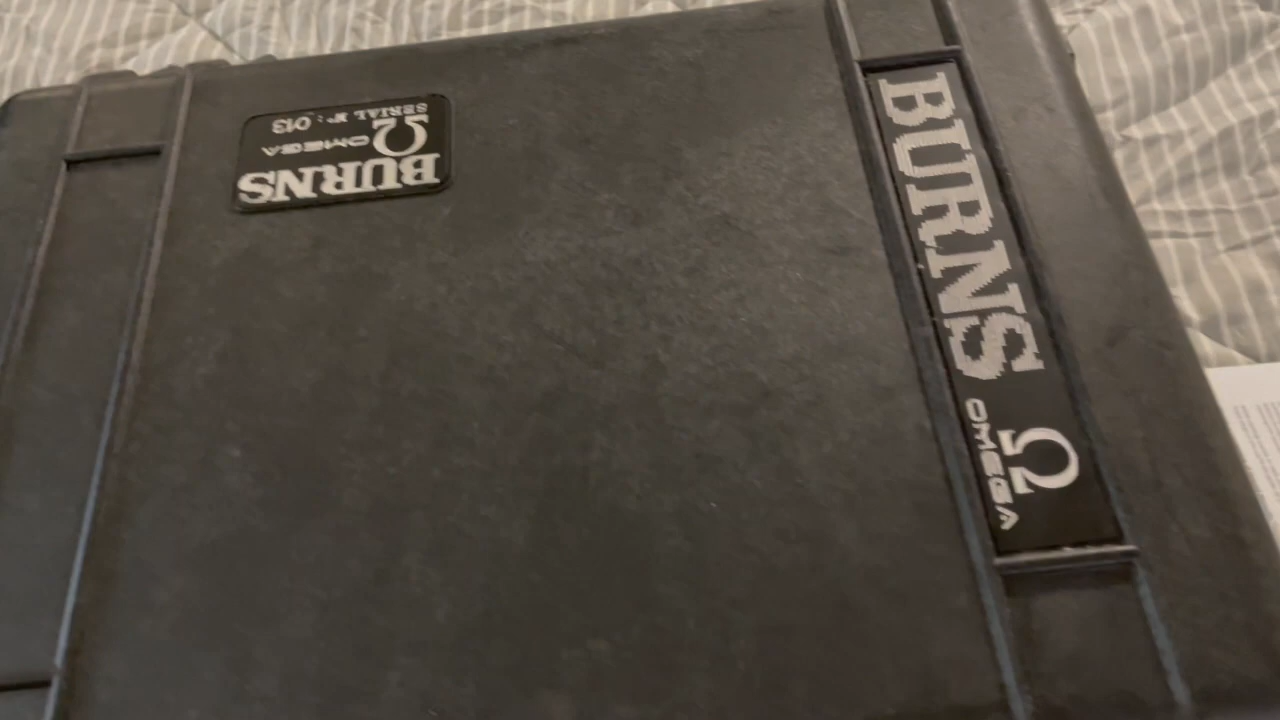 BURNS
Ω
OMEGA
SERIAL Nº: 013
BURNS
Ω
OMEGA